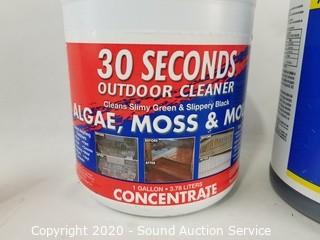 30 SECONDS
OUTDOOR CLEANER
Cleans Slimy Green & Slippery Black
ALGAE, MOSS & MO
BEFORE
AFTER
1 GALLON • 3.78 LITERS
CONCENTRATE
Copyright 2020 - Sound Auction Service